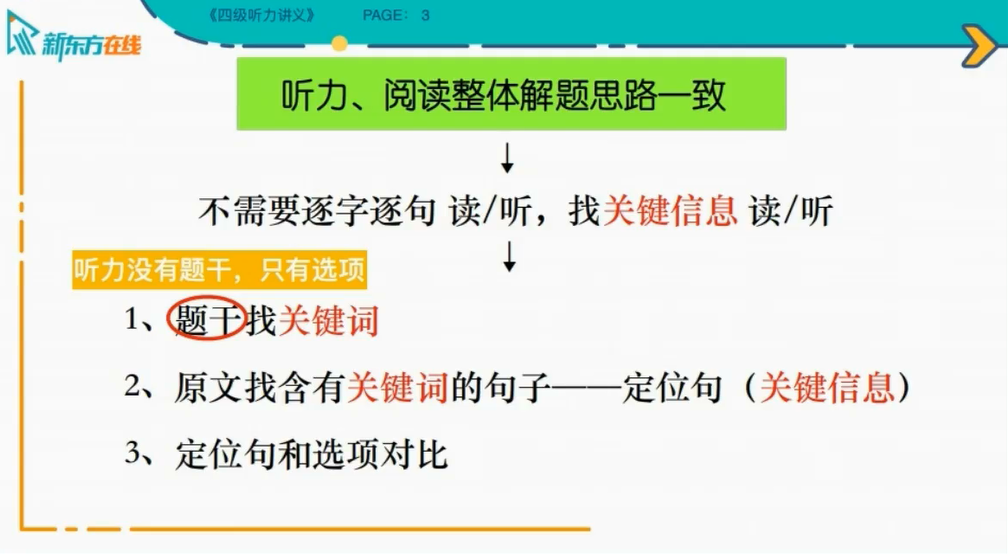 《四级听力讲义》 PAGE: 3
新东方在线
听力、阅读整体解题思路一致
↓
不需要逐字逐句 读/听，找关键信息 读/听
↓
听力没有题干，只有选项
1、题干找关键词
2、原文找含有关键词的句子——定位句（关键信息）
3、定位句和选项对比